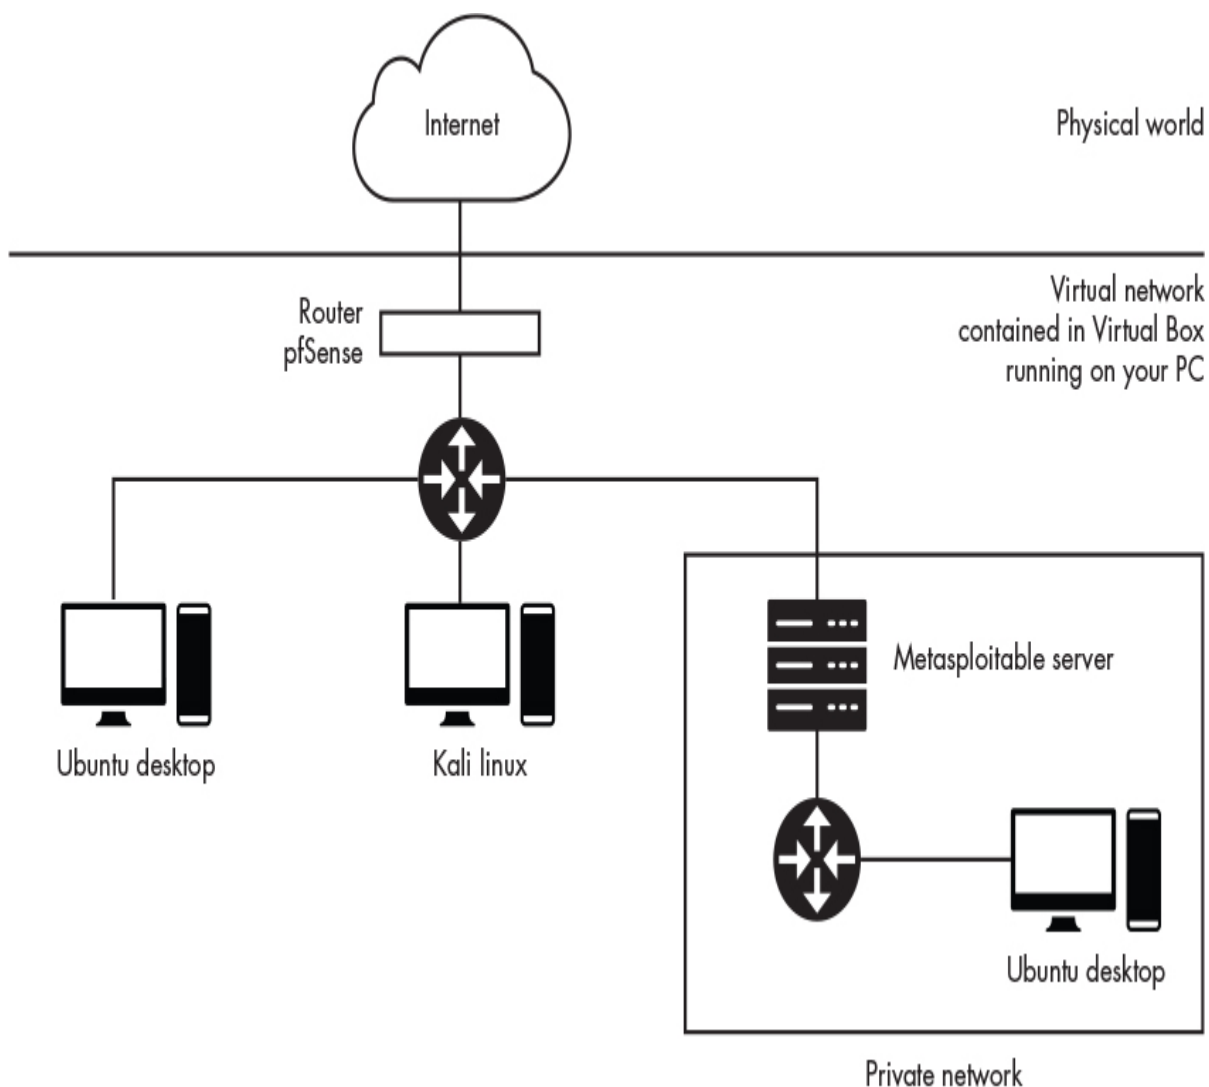 Internet
Physical world
Virtual network
contained in Virtual Box
running on your PC
Router
pfSense
Ubuntu desktop
Kali linux
Metasploitable server
Ubuntu desktop
Private network